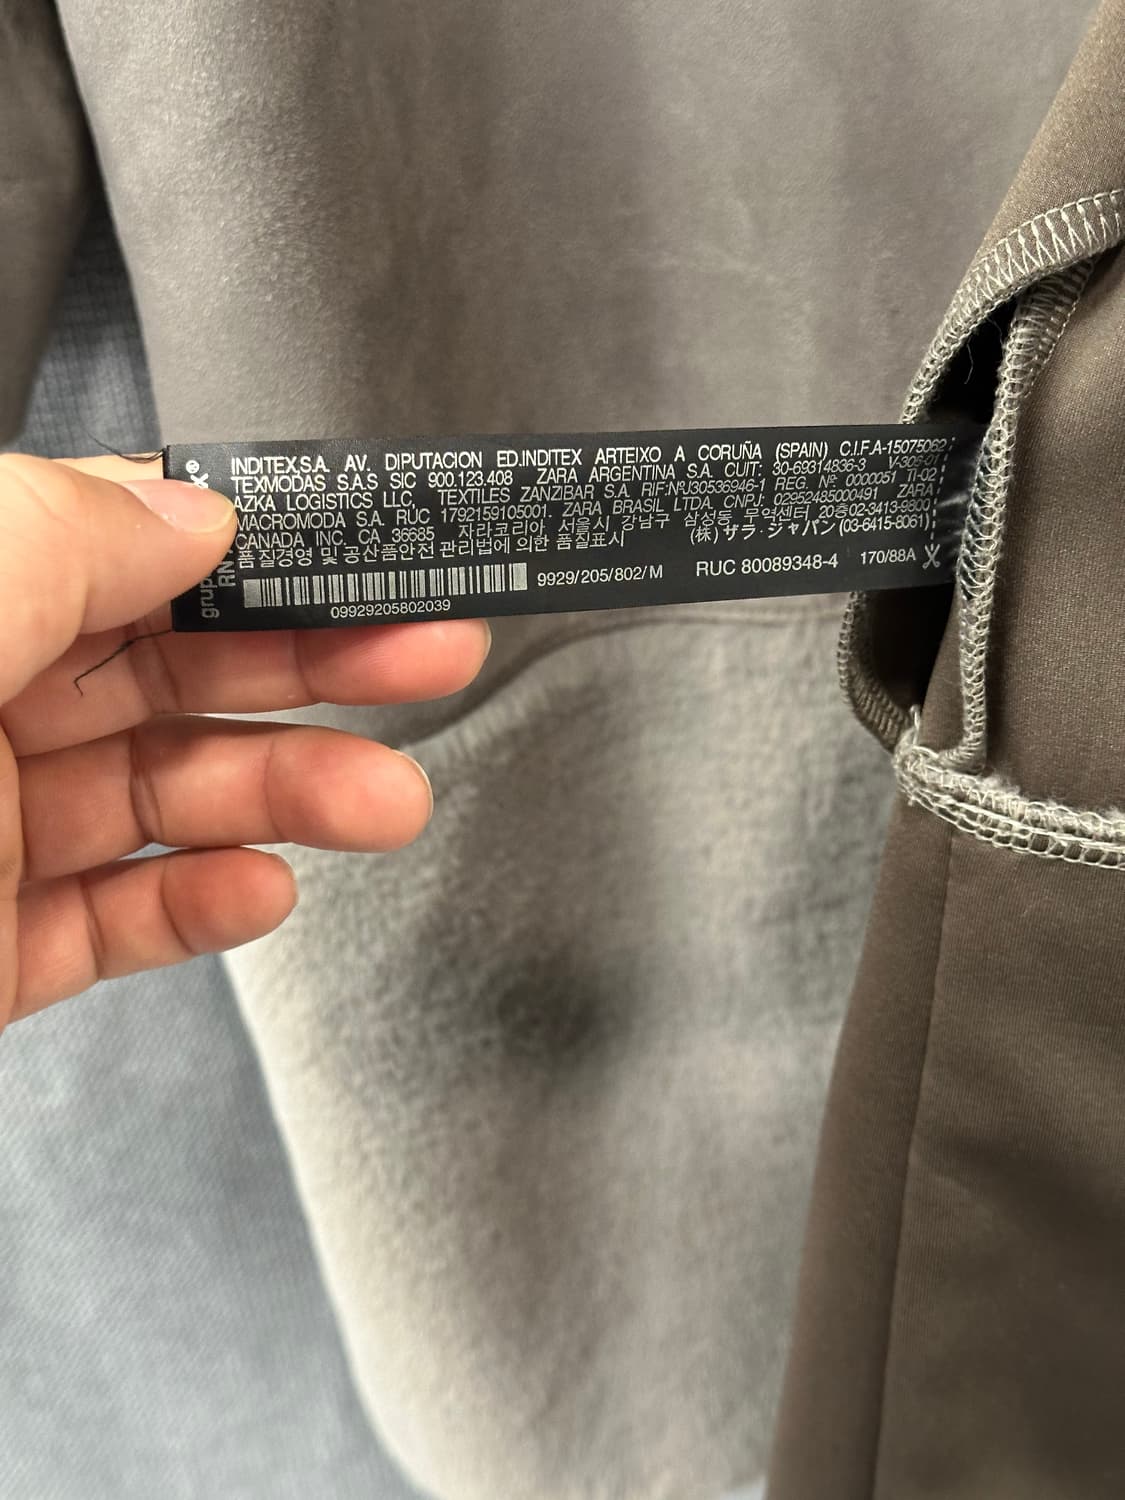 INDITEX,S.A. AV. DIPUTACION ED.INDITEX ARTEIXO A CORUÑA (SPAIN) C.I.F.A-15075062
TEXMODAS S.A.S SIC 900.123.408 ZARA ARGENTINA S.A. CUIT: 30-69314836-3
AZKA LOGISTICS LLC, TEXTILES ZANZIBAR S.A. RIF:NºJ30536946-1 REG. Nº 0000051 11-02
MACROMODA S.A. RUC 1792159105001. ZARA BRASIL LTDA. CNPJ: 02952485000491 ZARA
CANADA INC. CA 36685 자라코리아 서울시 강남구 삼성동 무역센터 20층02-3413-9800
품질경영 및 공산품안전 관리법에 의한 품질표시 (株) ザラ・ジャパン (03-6415-8061)
9929/205/802/M RUC 80089348-4 170/88A
09929205802039
grup
RN